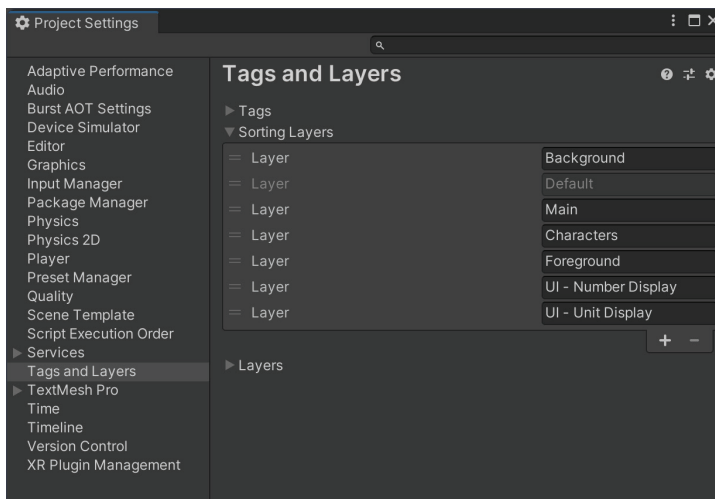 Project Settings
Adaptive Performance
Audio
Burst AOT Settings
Device Simulator
Editor
Graphics
Input Manager
Package Manager
Physics
Physics 2D
Player
Preset Manager
Quality
Scene Template
Script Execution Order
Services
Tags and Layers
TextMesh Pro
Time
Timeline
Version Control
XR Plugin Management
Tags and Layers
Tags
Sorting Layers
Layer Background
Layer Default
Layer Main
Layer Characters
Layer Foreground
Layer UI - Number Display
Layer UI - Unit Display
Layers